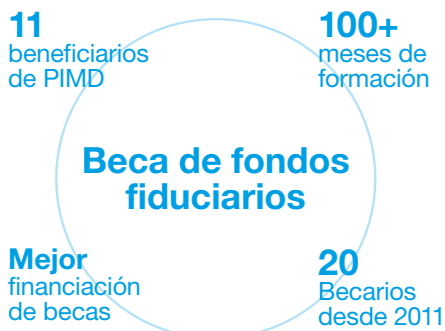 11
beneficiarios
de PIMD
100+
meses de
formación
Beca de fondos
fiduciarios
Mejor
financiación
de becas
20
Becarios
desde 2011